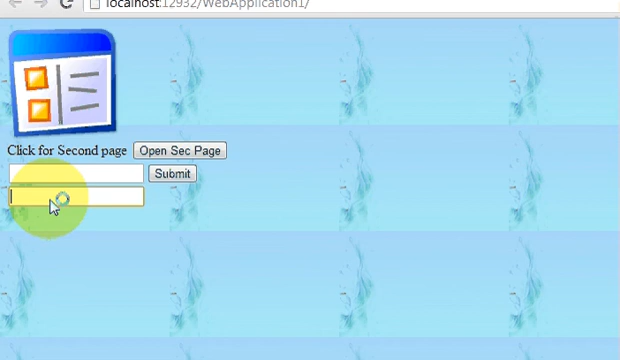 localhost:12932/WebApplication1/
Click for Second page Open Sec Page
Submit